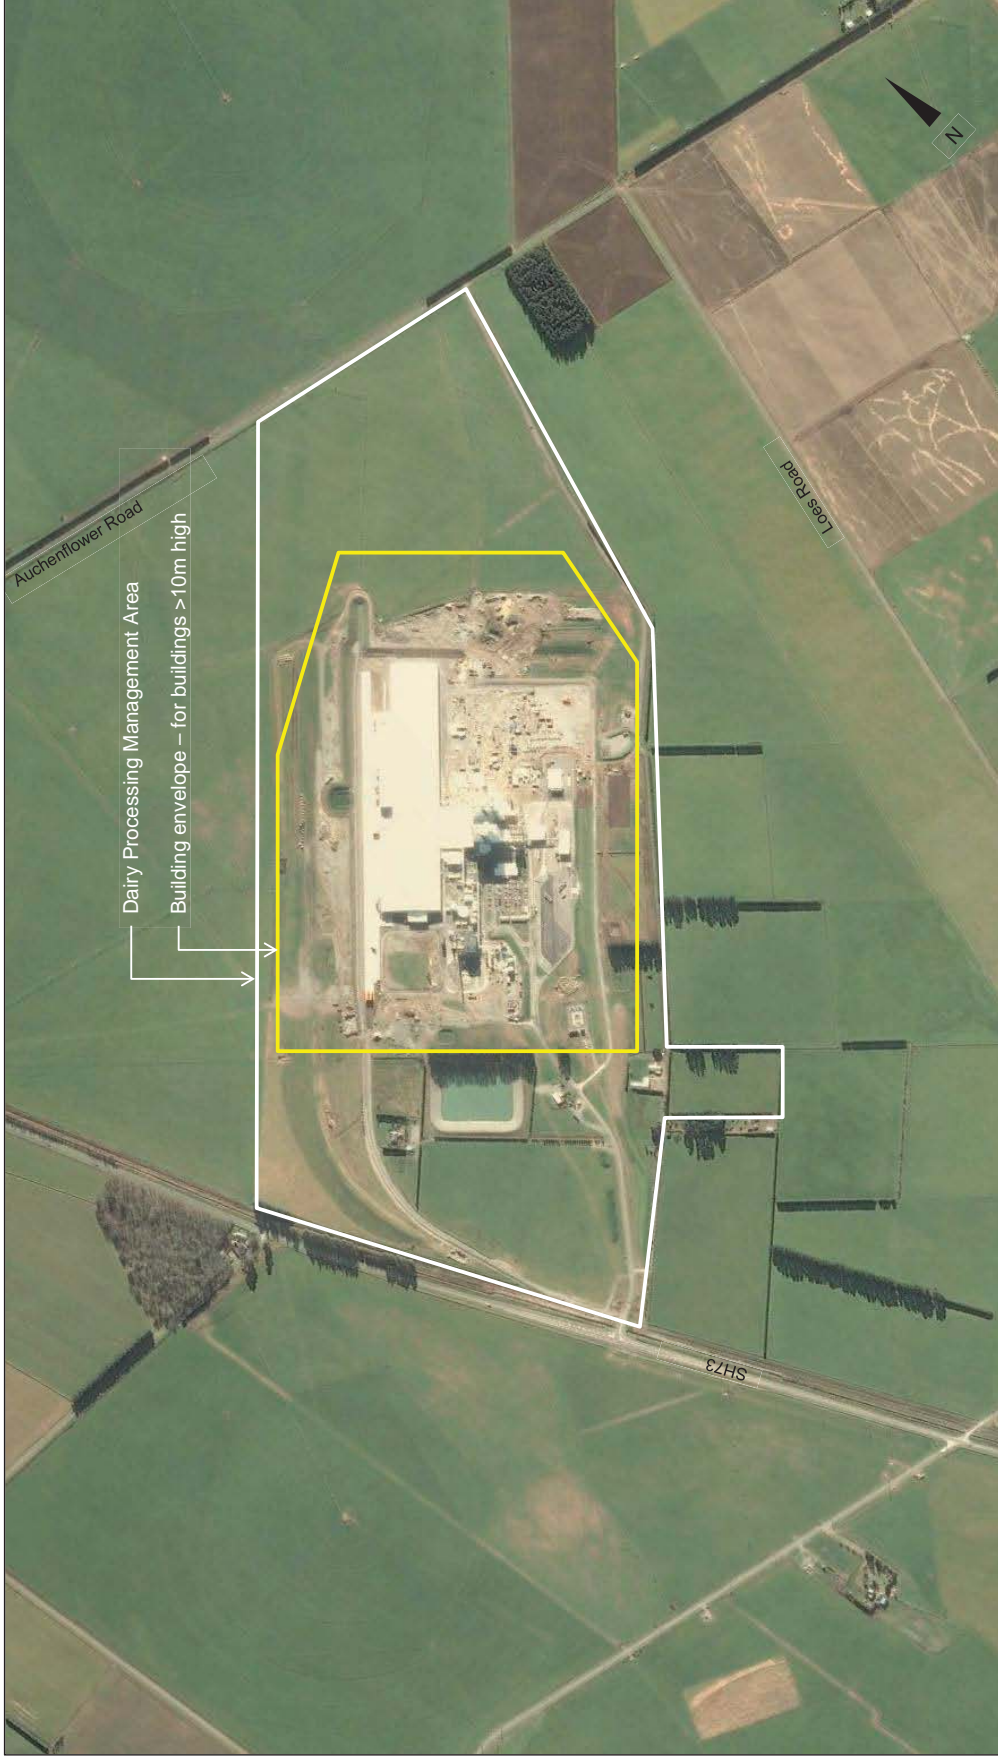 Auchenflower Road
Dairy Processing Management Area
Building envelope – for buildings >10m high
Loes Road
SH73
N